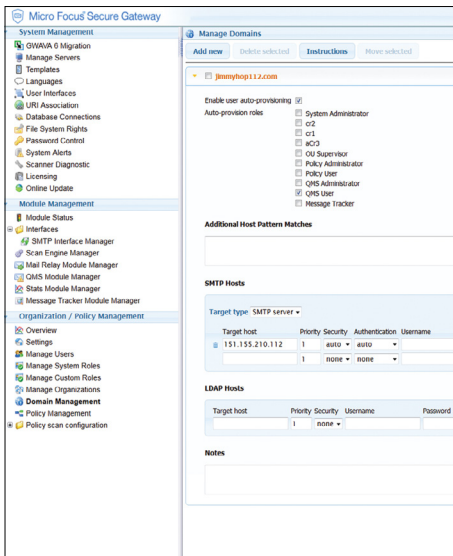 Micro Focus Secure Gateway
System Management
GWAVA 6 Migration
Manage Servers
Templates
Languages
User Interfaces
URI Association
Database Connections
File System Rights
Password Control
System Alerts
Scanner Diagnostic
Licensing
Online Update
Module Management
Module Status
Interfaces
SMTP Interface Manager
Scan Engine Manager
Mail Relay Module Manager
QMS Module Manager
Stats Module Manager
Message Tracker Module Manager
Organization / Policy Management
Overview
Settings
Manage Users
Manage System Roles
Manage Custom Roles
Manage Organizations
Domain Management
Policy Management
Policy scan configuration
Manage Domains
Add new Delete selected Instructions Move selected
jimmyhop112.com
Enable user auto-provisioning
Auto-provision roles System Administrator
cr2
cr1
aCr3
OU Supervisor
Policy Administrator
Policy User
QMS Administrator
QMS User
Message Tracker
Additional Host Pattern Matches
SMTP Hosts
Target type SMTP server
Target host Priority Security Authentication Username
151.155.210.112 1 auto auto
1 none none
LDAP Hosts
Target host Priority Security Username Password
1 none
Notes